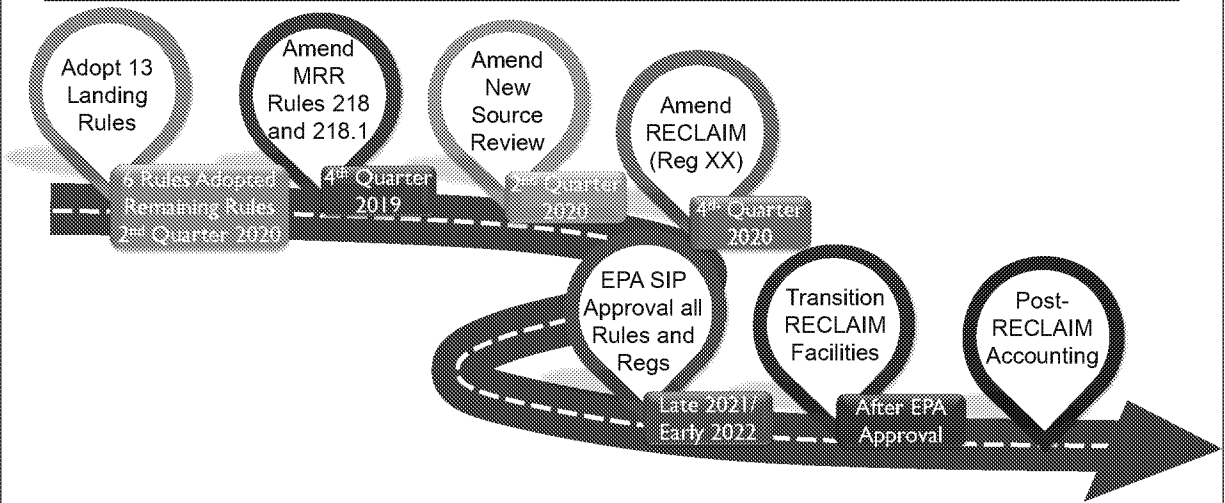 Adopt 13
Landing
Rules
6 Rules Adopted
Remaining Rules
2nd Quarter 2020
Amend
MRR
Rules 218
and 218.1
4th Quarter
2019
Amend
New
Source
Review
2nd Quarter
2020
Amend
RECLAIM
(Reg XX)
4th Quarter
2020
EPA SIP
Approval all
Rules and
Regs
Late 2021/
Early 2022
Transition
RECLAIM
Facilities
After EPA
Approval
Post-
RECLAIM
Accounting